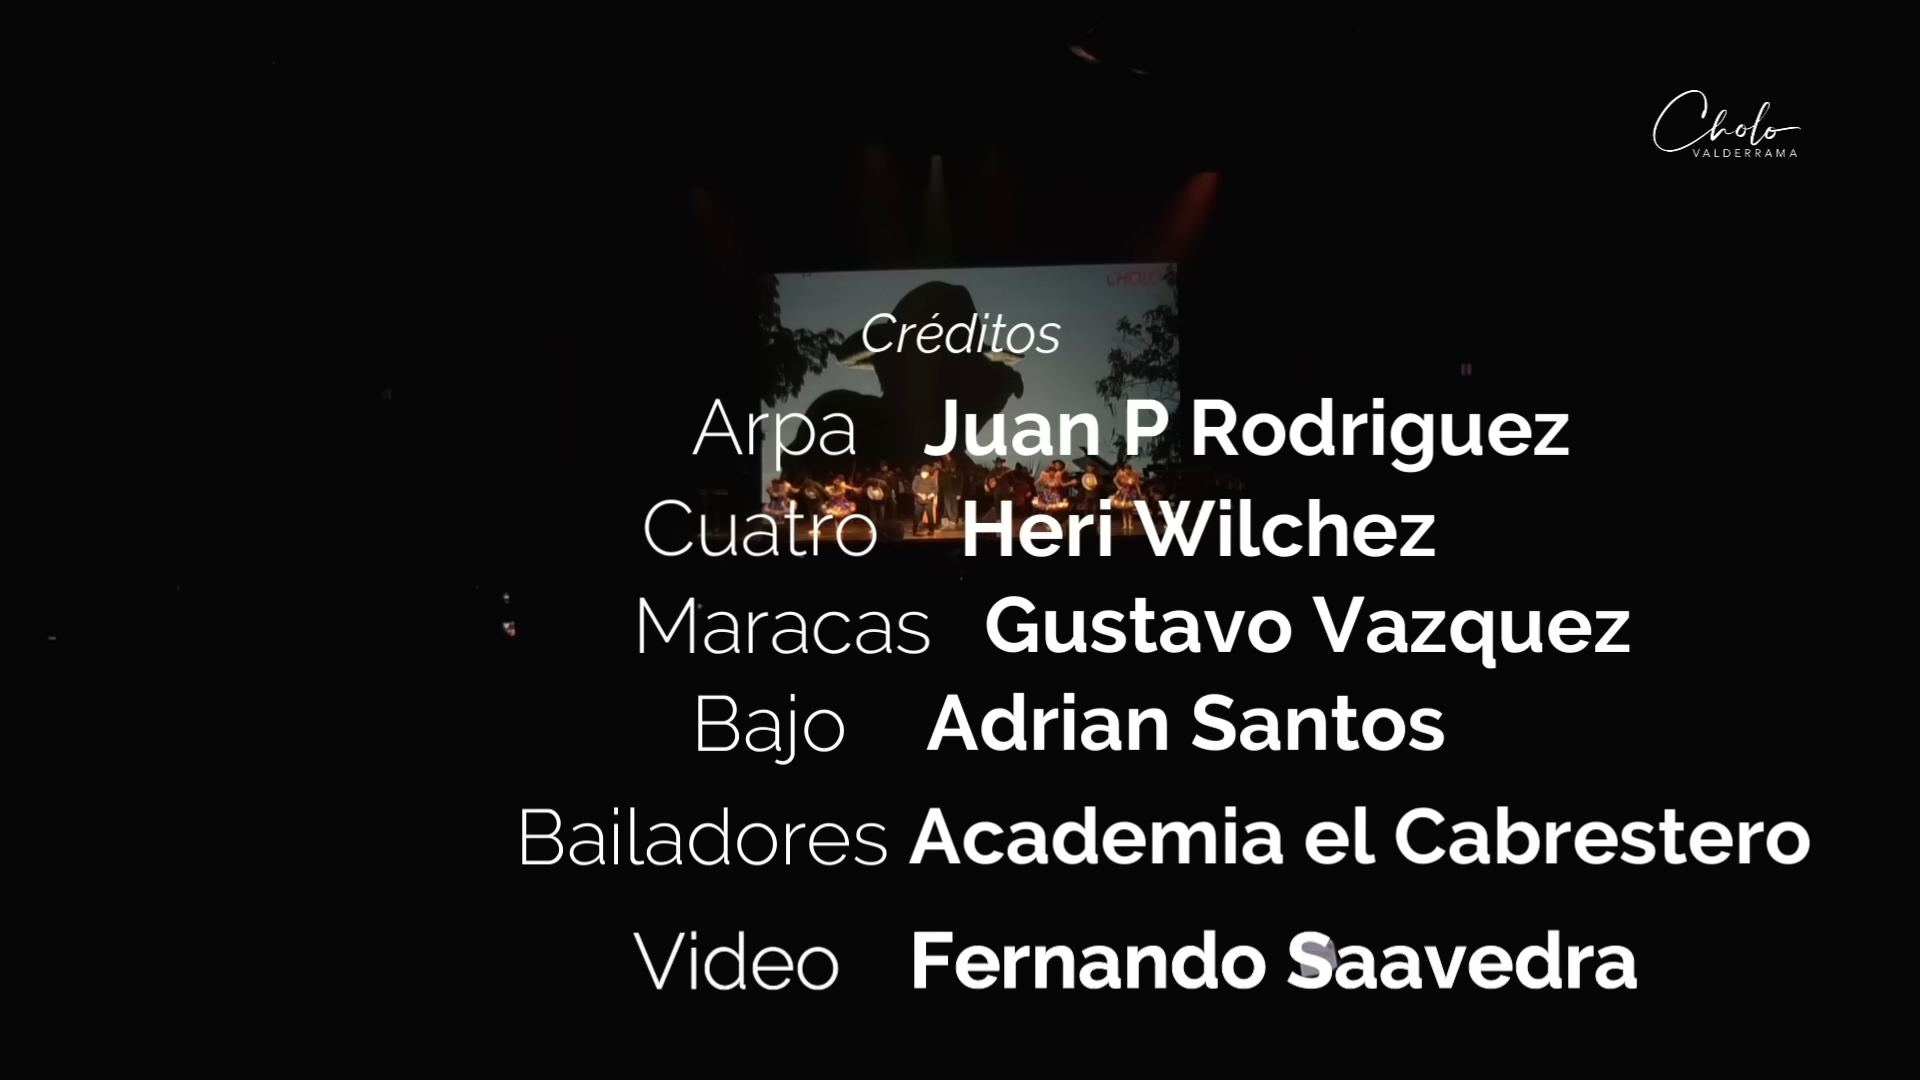 Cholo
VALDERRAMA
CHOLO
Créditos
Arpa Juan P Rodriguez
Cuatro Heri Wilchez
Maracas Gustavo Vazquez
Bajo Adrian Santos
Bailadores Academia el Cabrestero
Video Fernando Saavedra